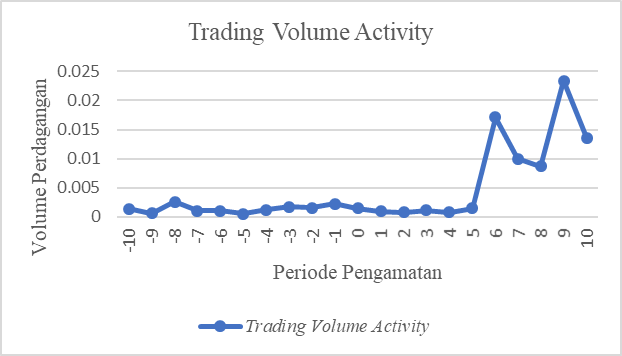 Trading Volume Activity
Volume Perdagangan
0.025
0.02
0.015
0.01
0.005
0
-10 -9 -8 -7 -6 -5 -4 -3 -2 -1 0 1 2 3 4 5 6 7 8 9 10
Periode Pengamatan
Trading Volume Activity